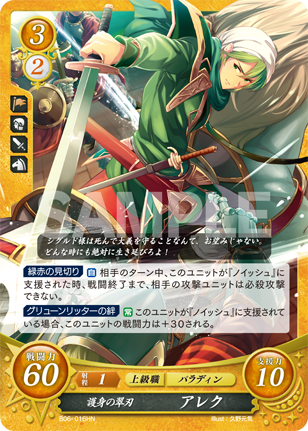 3
2
SAMPLE
シグルド様は死んで大義を守ることなんて、お望みじゃない。
どんな時にも絶対に生き延びろよ!
緑赤の見切り 自 相手のターン中、このユニットが『ノイッシュ』に
支援された時、戦闘終了まで、相手の攻撃ユニットは必殺攻撃
できない。
グリューンリッターの絆 常 このユニットが『ノイッシュ』に支援されて
いる場合、このユニットの戦闘力は+30される。
戦闘力 60
射程 1 上級職 パラディン
支援力 10
護身の翠刃 アレク
B06-016HN Illust:久野元気